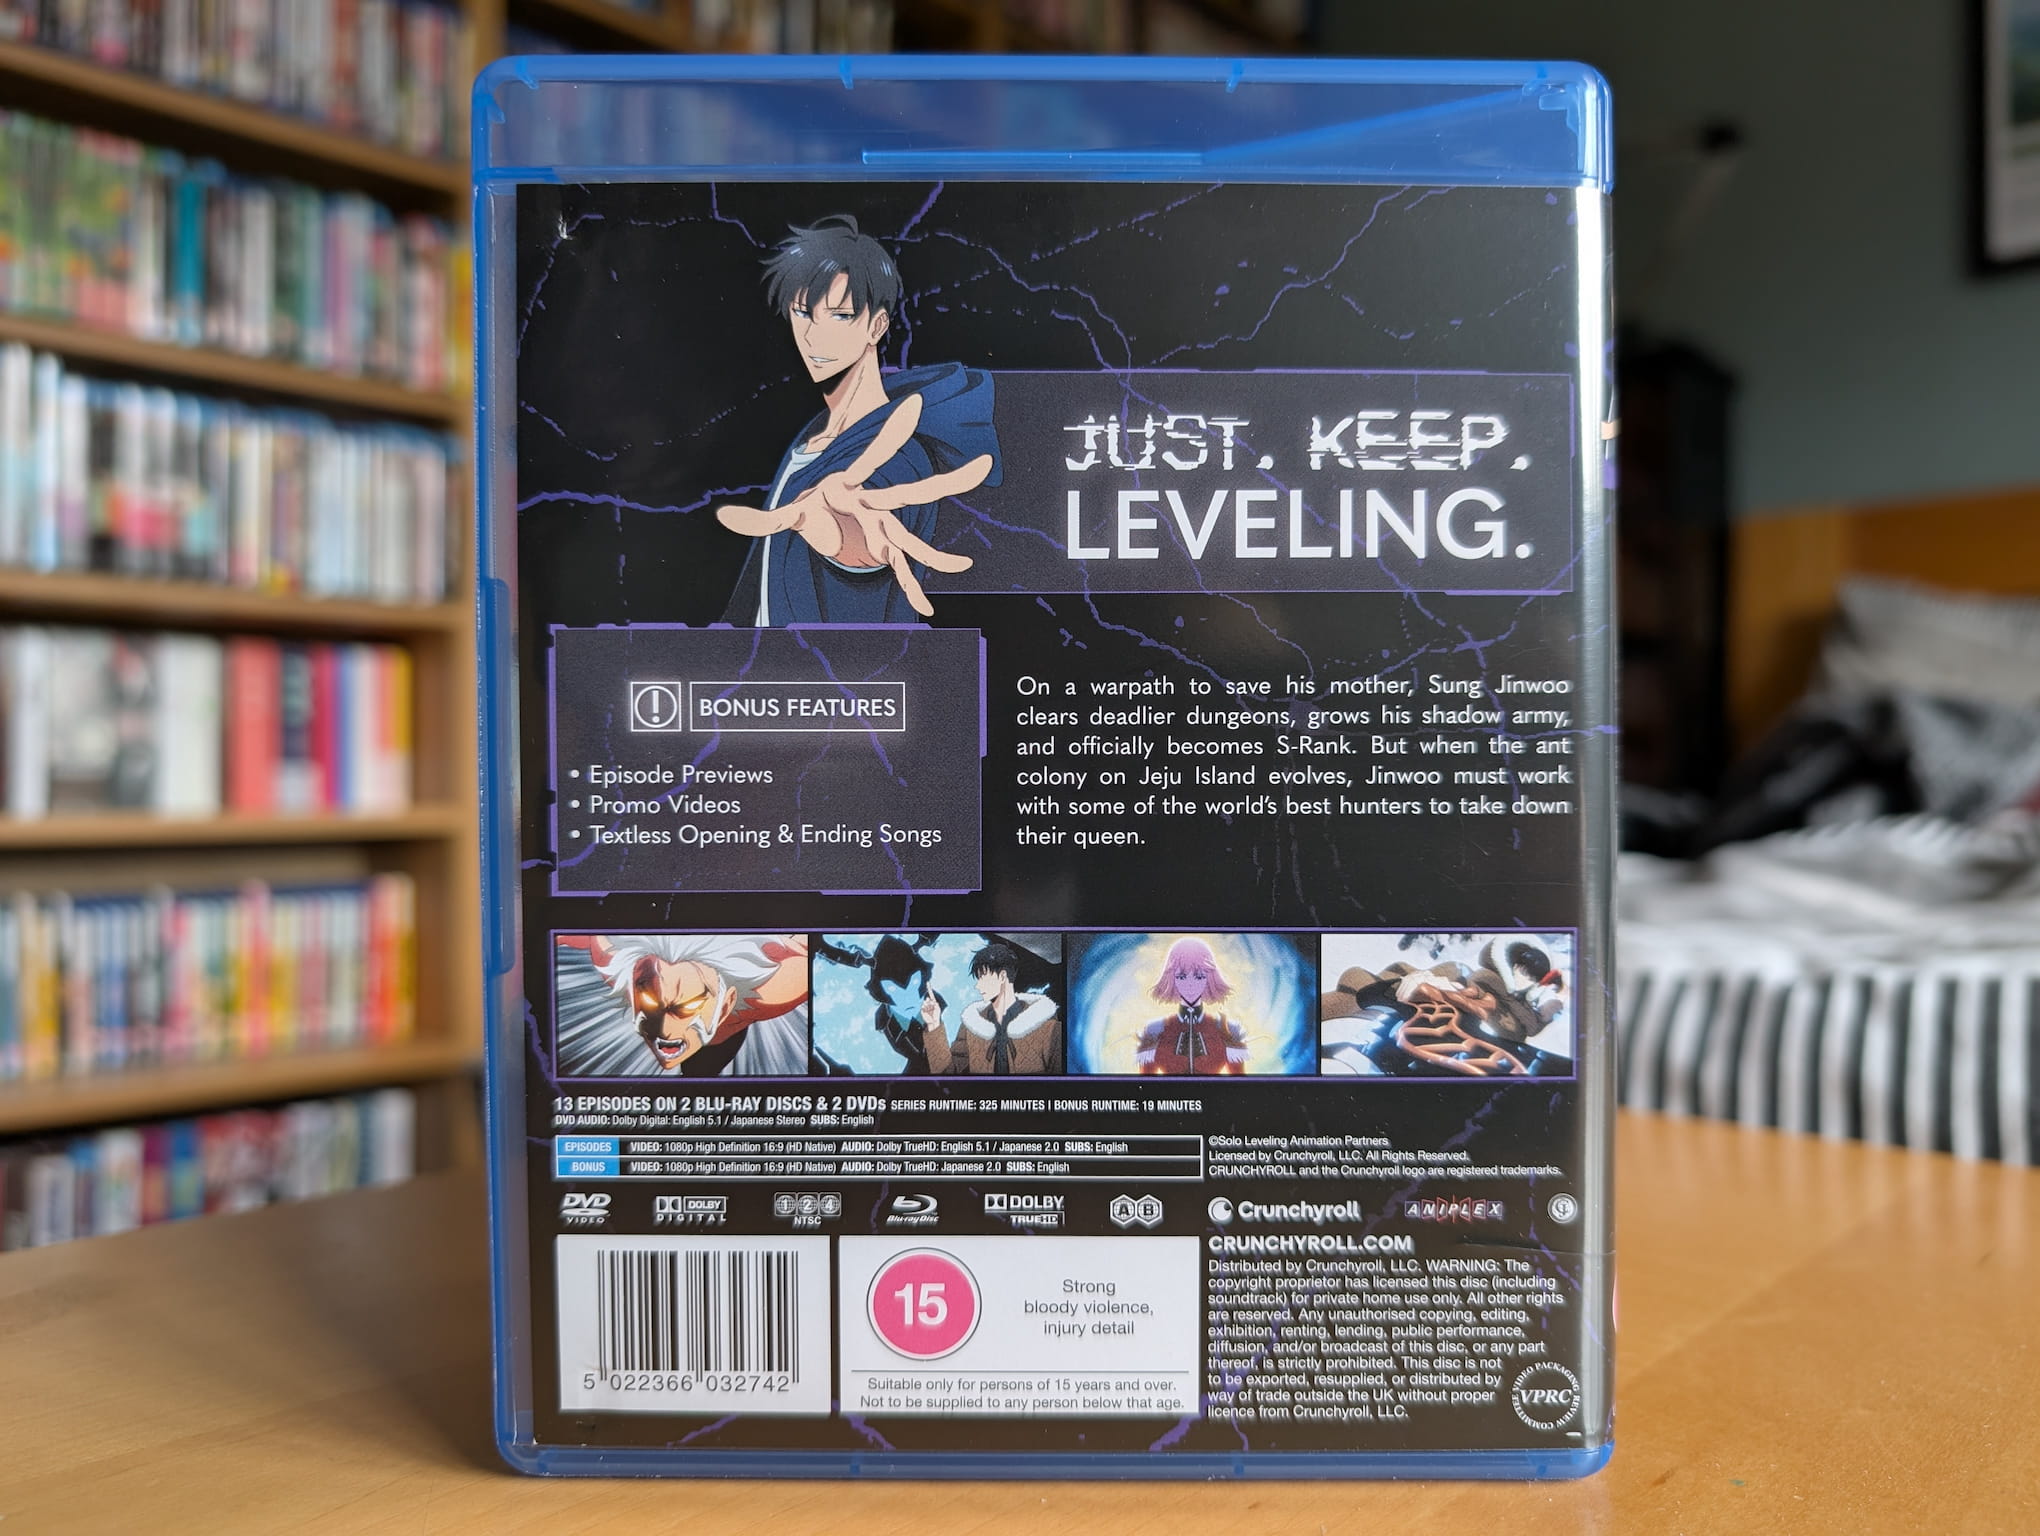 JUST. KEEP.
LEVELING.
BONUS FEATURES
• Episode Previews
• Promo Videos
• Textless Opening & Ending Songs
On a warpath to save his mother, Sung Jinwoo
clears deadlier dungeons, grows his shadow army,
and officially becomes S-Rank. But when the ant
colony on Jeju Island evolves, Jinwoo must work
with some of the world's best hunters to take down
their queen.
13 EPISODES ON 2 BLU-RAY DISCS & 2 DVDs SERIES RUNTIME: 325 MINUTES | BONUS RUNTIME: 19 MINUTES
DVD AUDIO: Dolby Digital: English 5.1 / Japanese Stereo SUBS: English
EPISODES VIDEO: 1080p High Definition 16:9 (HD Native) AUDIO: Dolby TrueHD: English 5.1 / Japanese 2.0 SUBS: English
BONUS VIDEO: 1080p High Definition 16:9 (HD Native) AUDIO: Dolby TrueHD: Japanese 2.0 SUBS: English
©Solo Leveling Animation Partners
Licensed by Crunchyroll, LLC. All Rights Reserved.
CRUNCHYROLL and the Crunchyroll logo are registered trademarks.
DVD VIDEO
DOLBY DIGITAL
1 2 4 NTSC
Blu-ray Disc
DOLBY TRUEHD
A B
Crunchyroll
ANIPLEX
CRUNCHYROLL.COM
Distributed by Crunchyroll, LLC. WARNING: The
copyright proprietor has licensed this disc (including
soundtrack) for private home use only. All other rights
are reserved. Any unauthorised copying, editing,
exhibition, renting, lending, public performance,
diffusion, and/or broadcast of this disc, or any part
thereof, is strictly prohibited. This disc is not
to be exported, resupplied, or distributed by
way of trade outside the UK without proper
licence from Crunchyroll, LLC.
VIDEO PACKAGING REVIEW COMMITTEE
VPRC
5 022366 032742
15
Strong
bloody violence,
injury detail
Suitable only for persons of 15 years and over.
Not to be supplied to any person below that age.